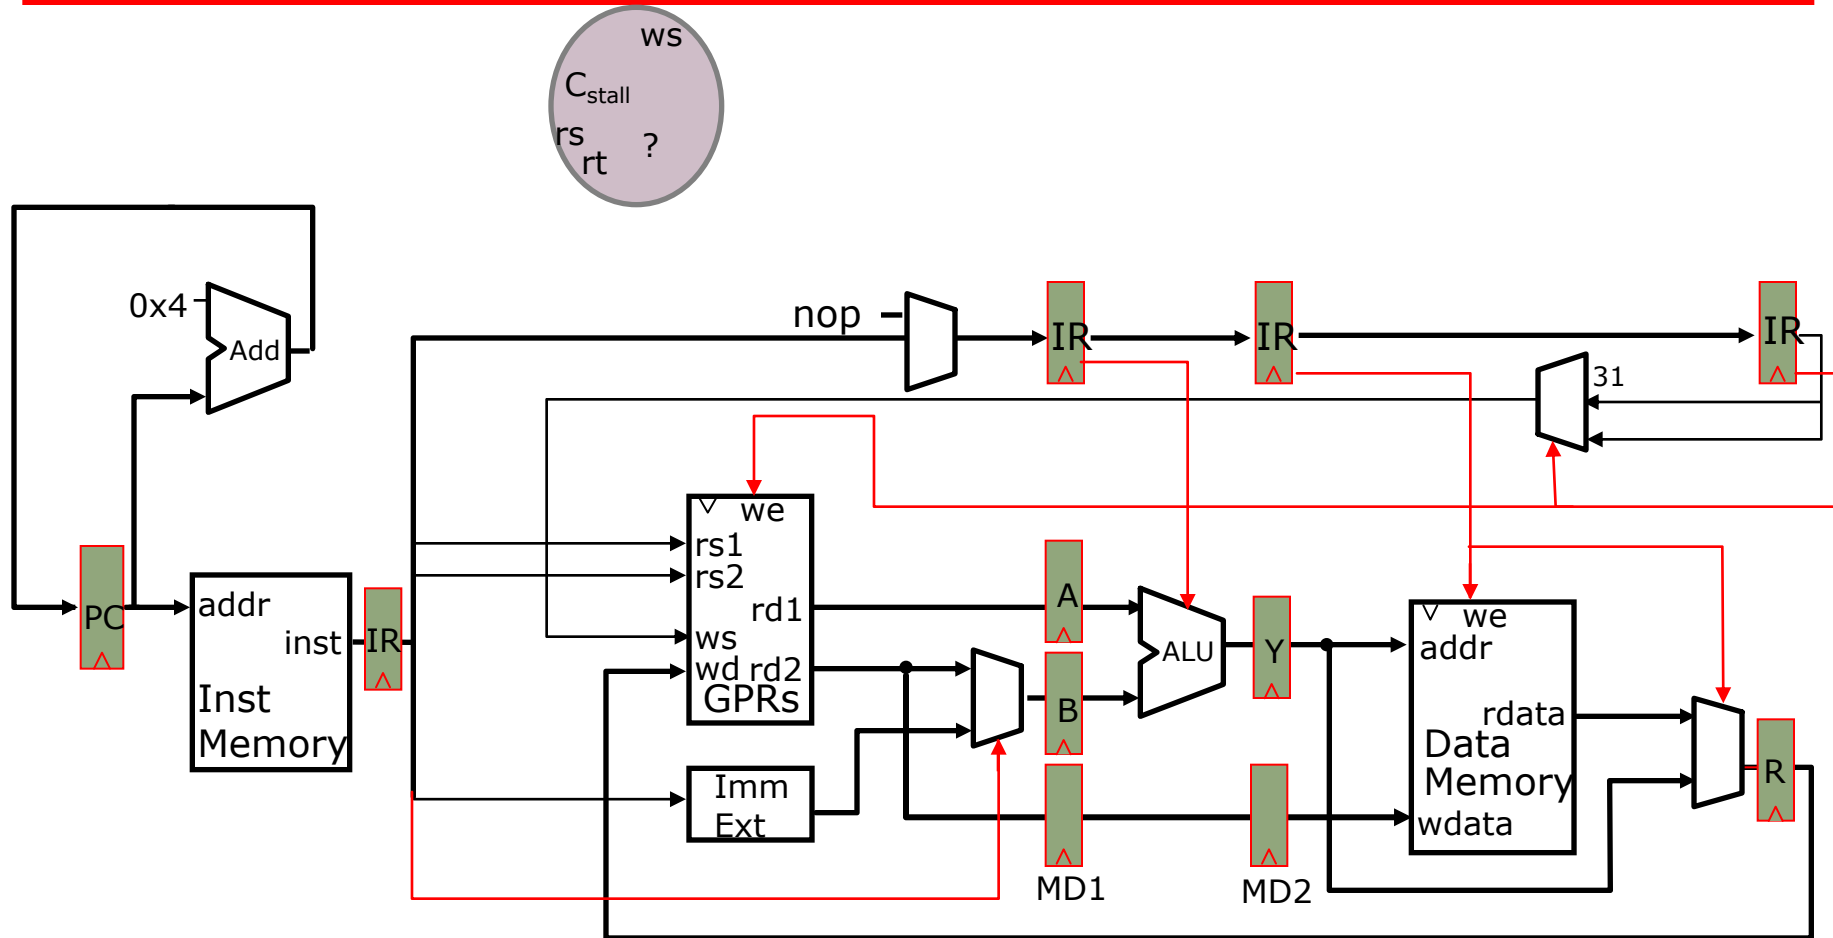 ws
C stall
rs
rt
?
0x4
Add
nop
IR
IR
IR
31
we
rs1
rs2
rd1
ws
wd rd2
GPRs
PC
addr
inst
Inst
Memory
IR
A
B
ALU
Y
we
addr
rdata
Data
Memory
wdata
R
Imm
Ext
MD1
MD2